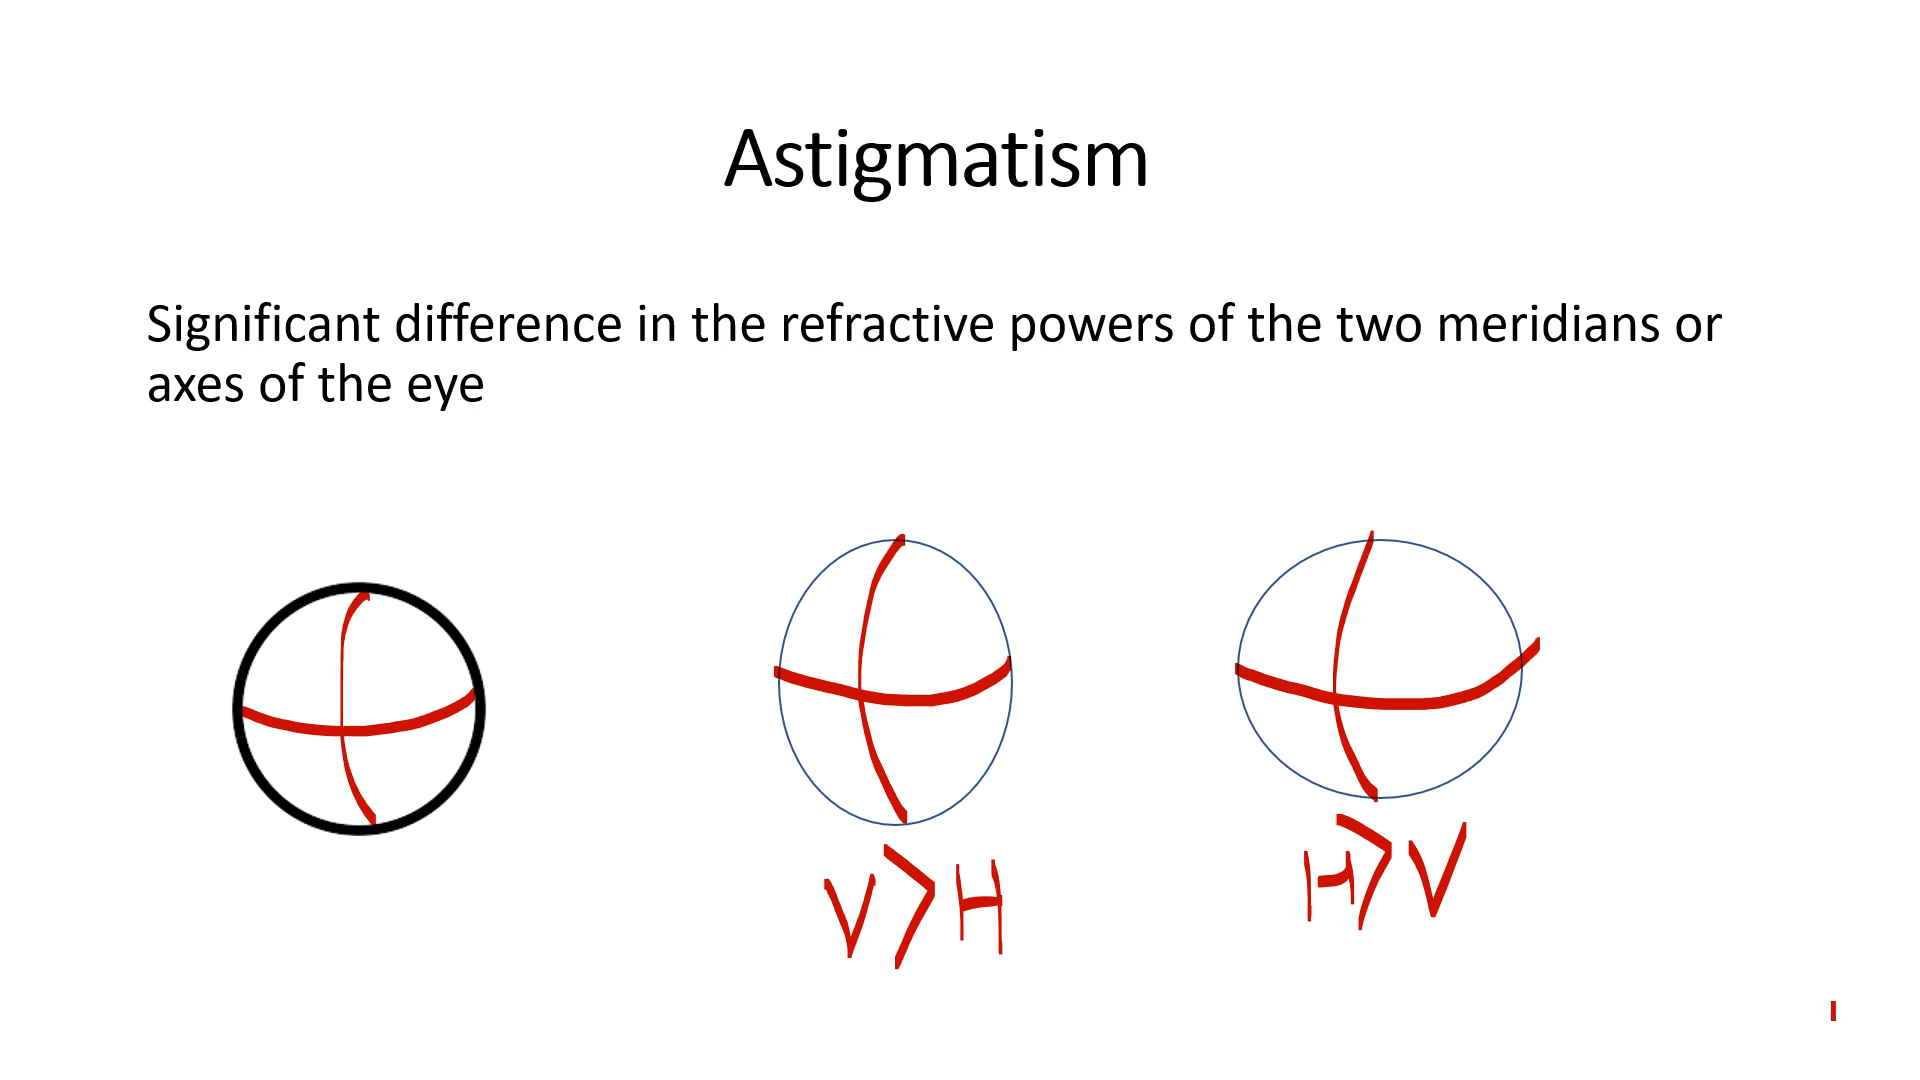 Astigmatism
Significant difference in the refractive powers of the two meridians or
axes of the eye
V>H
H>V